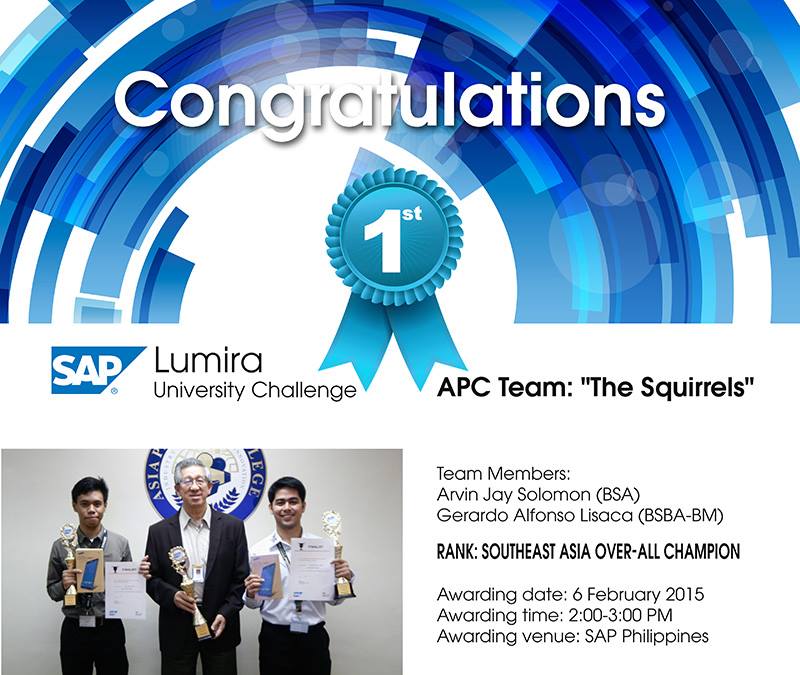 Congratulations
1st
SAP®
Lumira
University Challenge
APC Team: "The Squirrels"
Team Members:
Arvin Jay Solomon (BSA)
Gerardo Alfonso Lisaca (BSBA-BM)
RANK: SOUTHEAST ASIA OVER-ALL CHAMPION
Awarding date: 6 February 2015
Awarding time: 2:00-3:00 PM
Awarding venue: SAP Philippines
FINALIST
FINALIST